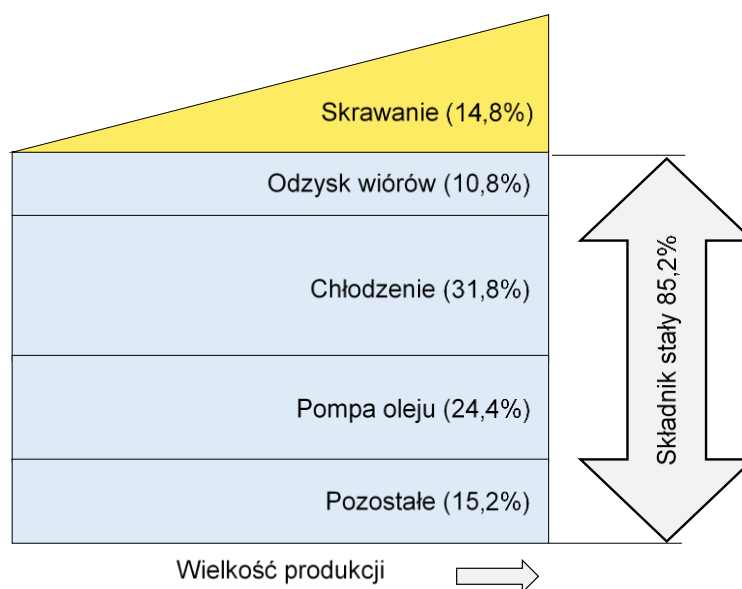 Skrawanie (14,8%)
Odzysk wiórów (10,8%)
Chłodzenie (31,8%)
Pompa oleju (24,4%)
Pozostałe (15,2%)
Składnik stały 85,2%
Wielkość produkcji